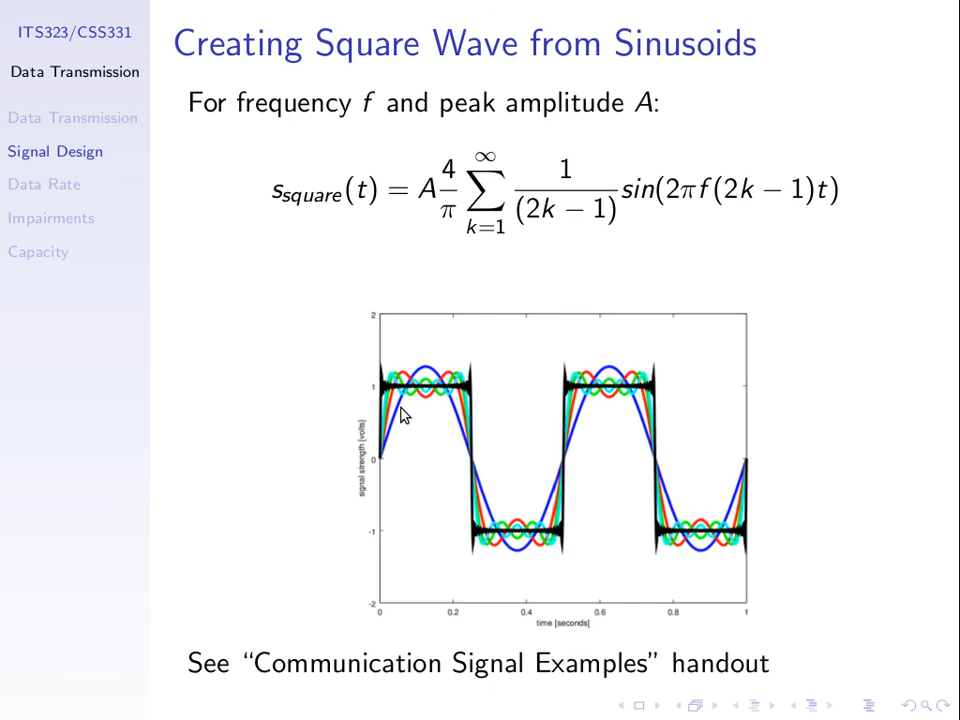 ITS323/CSS331
Data Transmission
Data Transmission
Signal Design
Data Rate
Impairments
Capacity
Creating Square Wave from Sinusoids
For frequency f and peak amplitude A:
s_square(t) = A 4/π ∑_{k=1}^{∞} 1/(2k − 1) sin(2πf(2k − 1)t)
signal strength [volts]
2
1
0
-1
-2
0 0.2 0.4 0.6 0.8 1
time [seconds]
See “Communication Signal Examples” handout